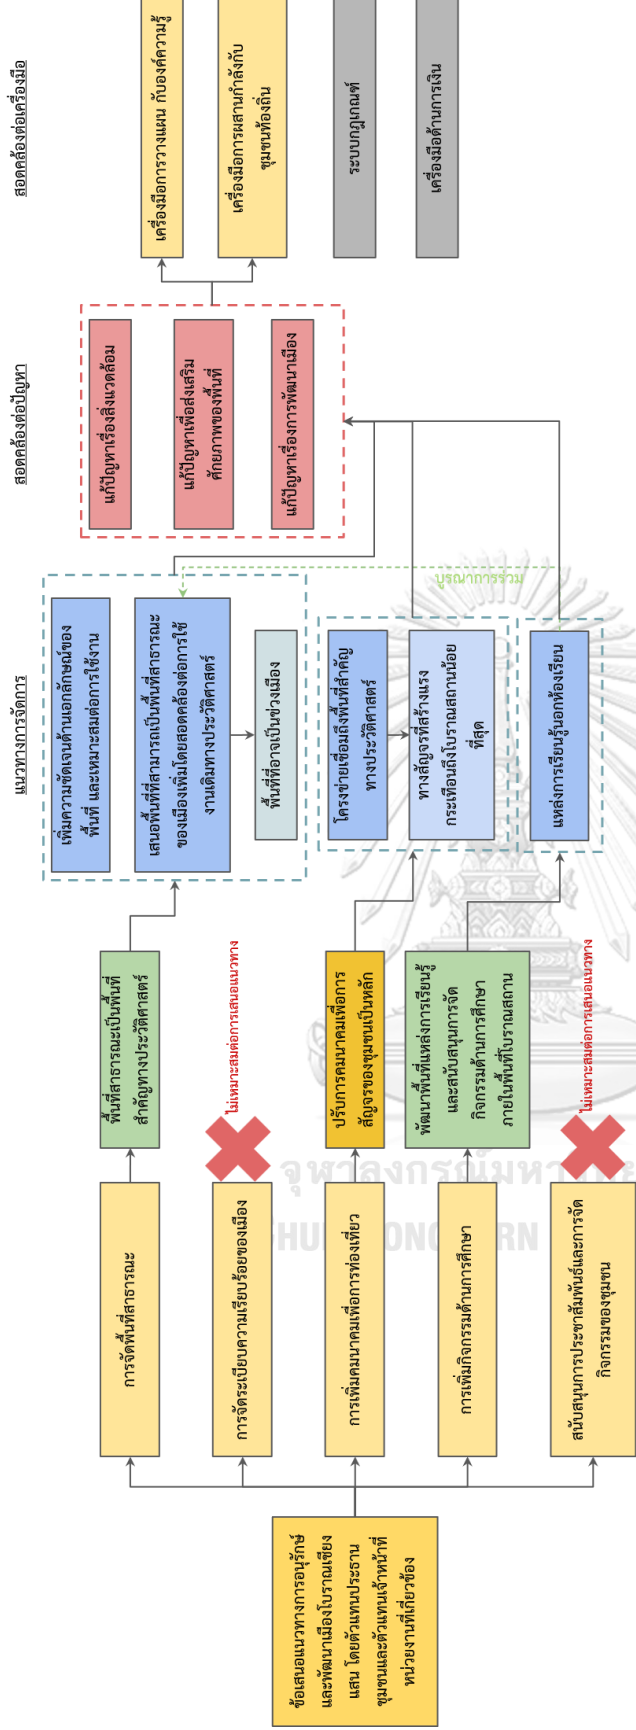 แนวทางการจัดการ
สอดคล้องต่อปัญหา
สอดคล้องต่อเครื่องมือ
ข้อเสนอแนวทางการอนุรักษ์
และพัฒนาเมืองโบราณเชียง
แสน โดยตัวแทนประธาน
ชุมชนและตัวแทนเจ้าหน้าที่
หน่วยงานที่เกี่ยวข้อง
การจัดพื้นที่สาธารณะ
การจัดระเบียบความเรียบร้อยของเมือง
การเพิ่มคมนาคมเพื่อการท่องเที่ยว
การเพิ่มกิจกรรมด้านการศึกษา
สนับสนุนการประชาสัมพันธ์และการจัด
กิจกรรมของชุมชน
พื้นที่สาธารณะเป็นพื้นที่
สำคัญทางประวัติศาสตร์
ไม่เหมาะสมต่อการเสนอแนวทาง
ปรับการคมนาคมเพื่อการ
สัญจรของชุมชนเป็นหลัก
พัฒนาพื้นที่แหล่งการเรียนรู้
และสนับสนุนการจัด
กิจกรรมด้านการศึกษา
ภายในพื้นที่โบราณสถาน
ไม่เหมาะสมต่อการเสนอแนวทาง
เพิ่มความชัดเจนด้านเอกลักษณ์ของ
พื้นที่ และเหมาะสมต่อการใช้งาน
เสนอพื้นที่ที่สามารถเป็นพื้นที่สาธารณะ
ของเมืองเพิ่มโดยสอดคล้องต่อการใช้
งานเดิมทางประวัติศาสตร์
พื้นที่ที่อาจเป็นข่วงเมือง
โครงข่ายเชื่อมถึงพื้นที่สำคัญ
ทางประวัติศาสตร์
ทางสัญจรที่สร้างแรง
กระเทือนถึงโบราณสถานน้อย
ที่สุด
แหล่งการเรียนรู้นอกห้องเรียน
บูรณาการร่วม
แก้ปัญหาเรื่องสิ่งแวดล้อม
แก้ปัญหาเพื่อส่งเสริม
ศักยภาพของพื้นที่
แก้ปัญหาเรื่องการพัฒนาเมือง
เครื่องมือการวางแผน กับองค์ความรู้
เครื่องมือการผสานกำลังกับ
ชุมชนท้องถิ่น
ระบบกฎเกณฑ์
เครื่องมือด้านการเงิน
จุฬาลงกรณ์มหา